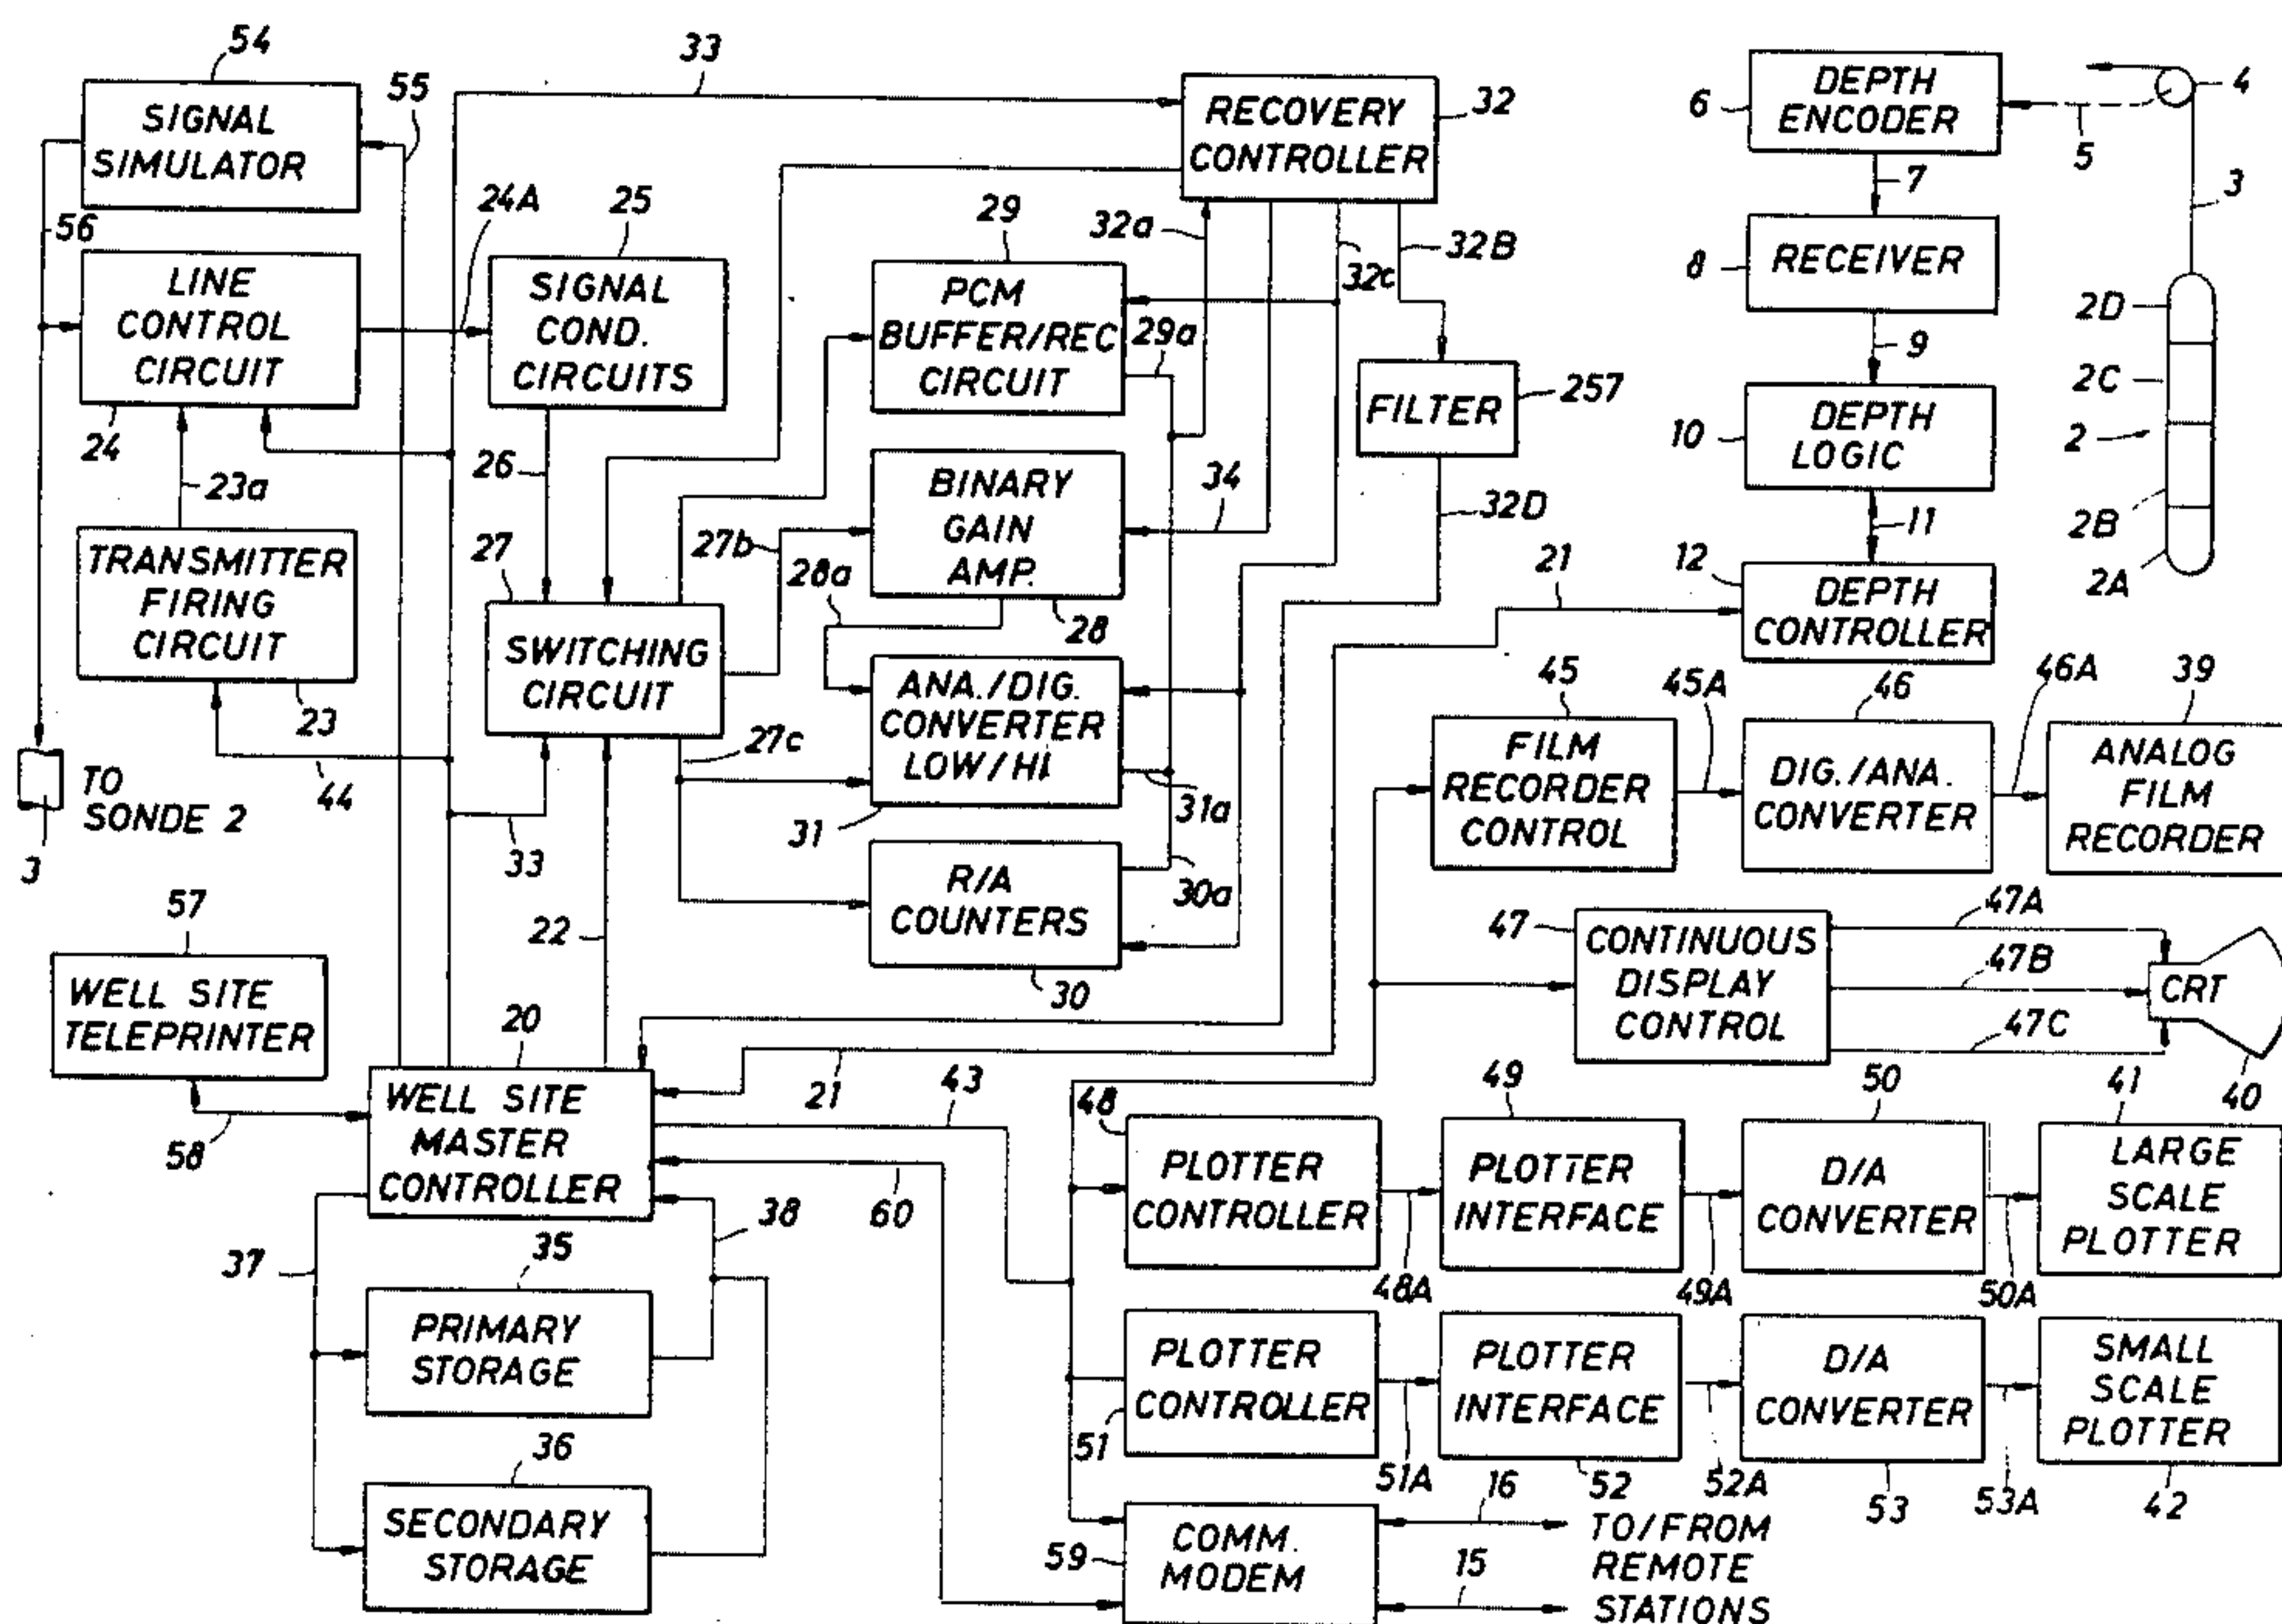 54
SIGNAL
SIMULATOR
55
33
RECOVERY
CONTROLLER
32
DEPTH
ENCODER
6
4
5
7
3
56
24A
25
29
32a
32B
32c
RECEIVER
8
9
LINE
CONTROL
CIRCUIT
24
SIGNAL
COND.
CIRCUITS
PCM
BUFFER/REC
CIRCUIT
29a
FILTER
257
DEPTH
LOGIC
10
11
2D
2C
2
2B
2A
23a
26
BINARY
GAIN
AMP.
34
28
32D
TRANSMITTER
FIRING
CIRCUIT
23
27
27b
28a
SWITCHING
CIRCUIT
27c
21
12
DEPTH
CONTROLLER
TO
SONDE 2
3
44
33
22
ANA./DIG.
CONVERTER
LOW/HI.
31
31a
R/A
COUNTERS
30a
30
45
FILM
RECORDER
CONTROL
45A
46
DIG./ANA.
CONVERTER
46A
39
ANALOG
FILM
RECORDER
47
CONTINUOUS
DISPLAY
CONTROL
47A
47B
47C
CRT
40
57
WELL SITE
TELEPRINTER
58
20
WELL SITE
MASTER
CONTROLLER
21
43
60
38
37
35
PRIMARY
STORAGE
36
SECONDARY
STORAGE
48
PLOTTER
CONTROLLER
48A
49
PLOTTER
INTERFACE
49A
50
D/A
CONVERTER
50A
41
LARGE
SCALE
PLOTTER
51
PLOTTER
CONTROLLER
51A
PLOTTER
INTERFACE
52
52A
D/A
CONVERTER
53
53A
SMALL
SCALE
PLOTTER
42
59
COMM.
MODEM
16
15
TO/FROM
REMOTE
STATIONS